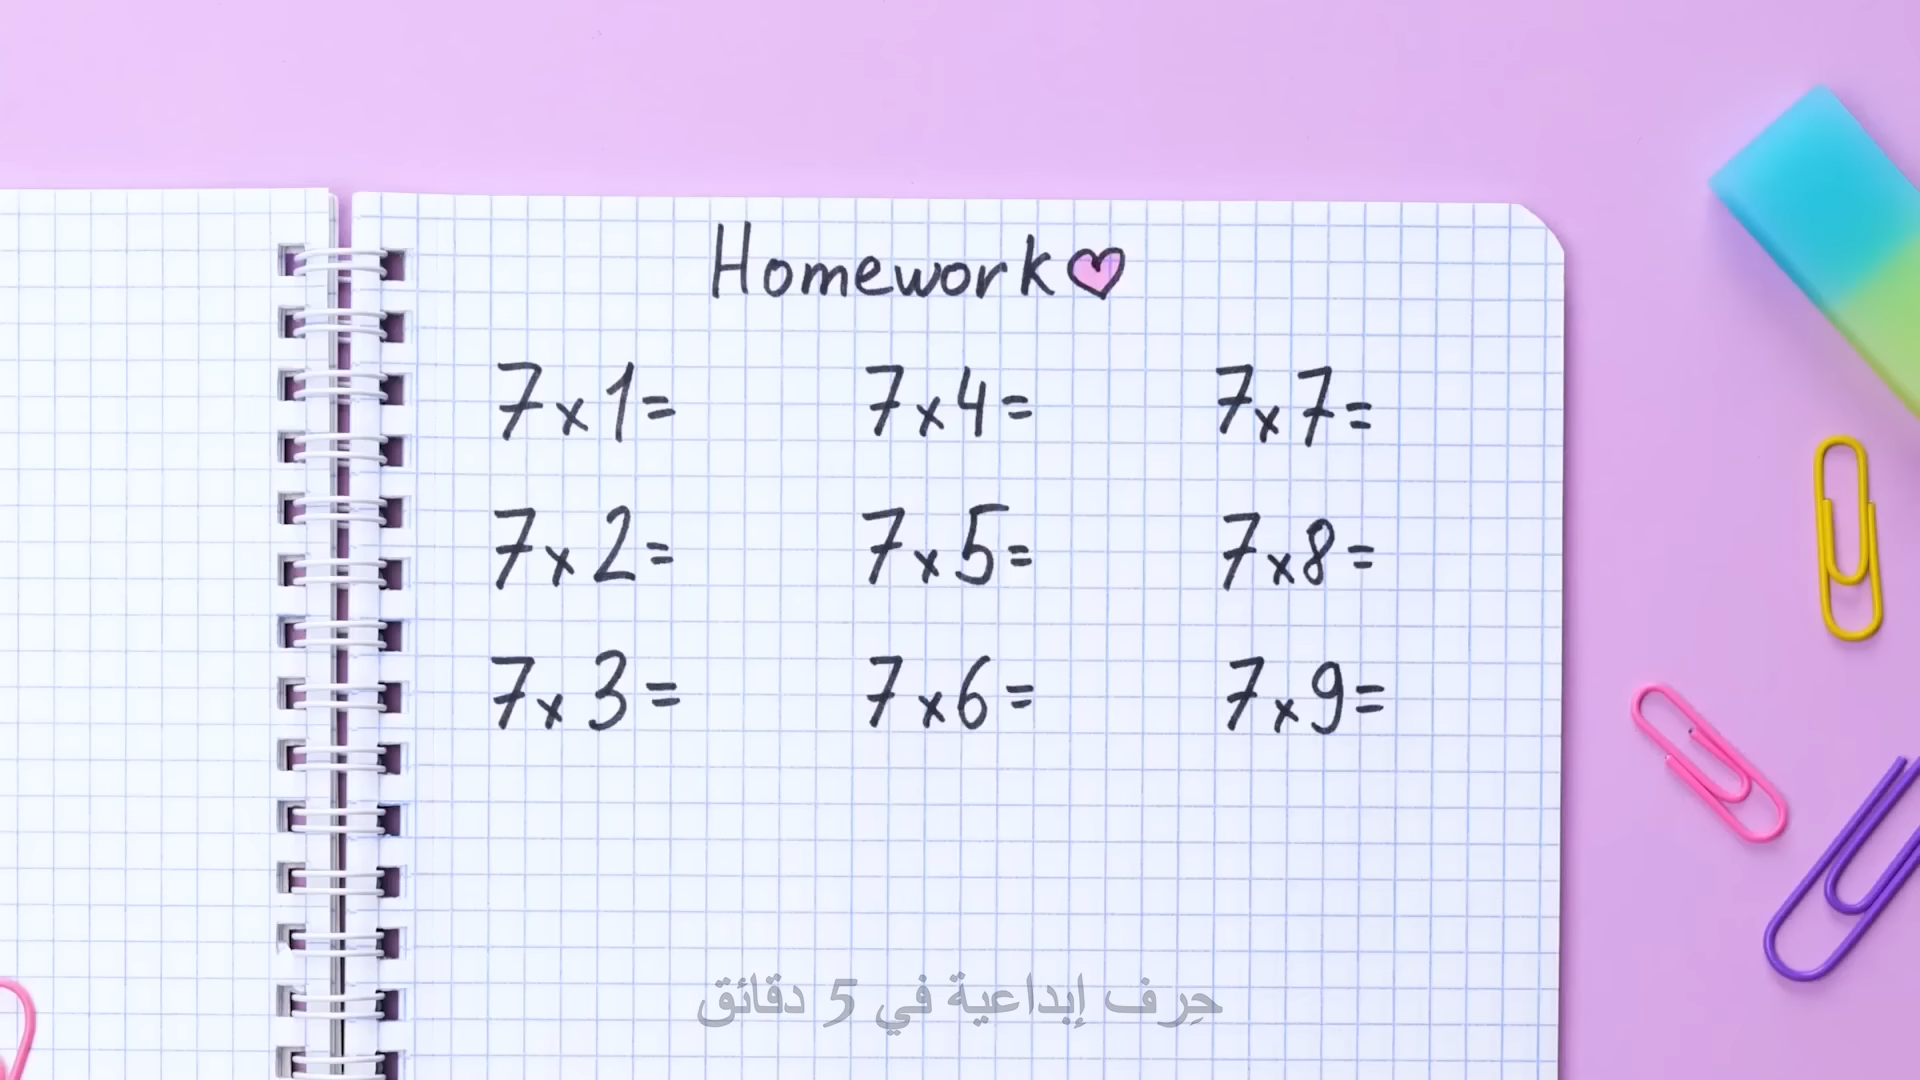 Homework
7x1= 7x4= 7x7=
7x2= 7x5= 7x8=
7x3= 7x6= 7x9=
حِرف إبداعية في 5 دقائق